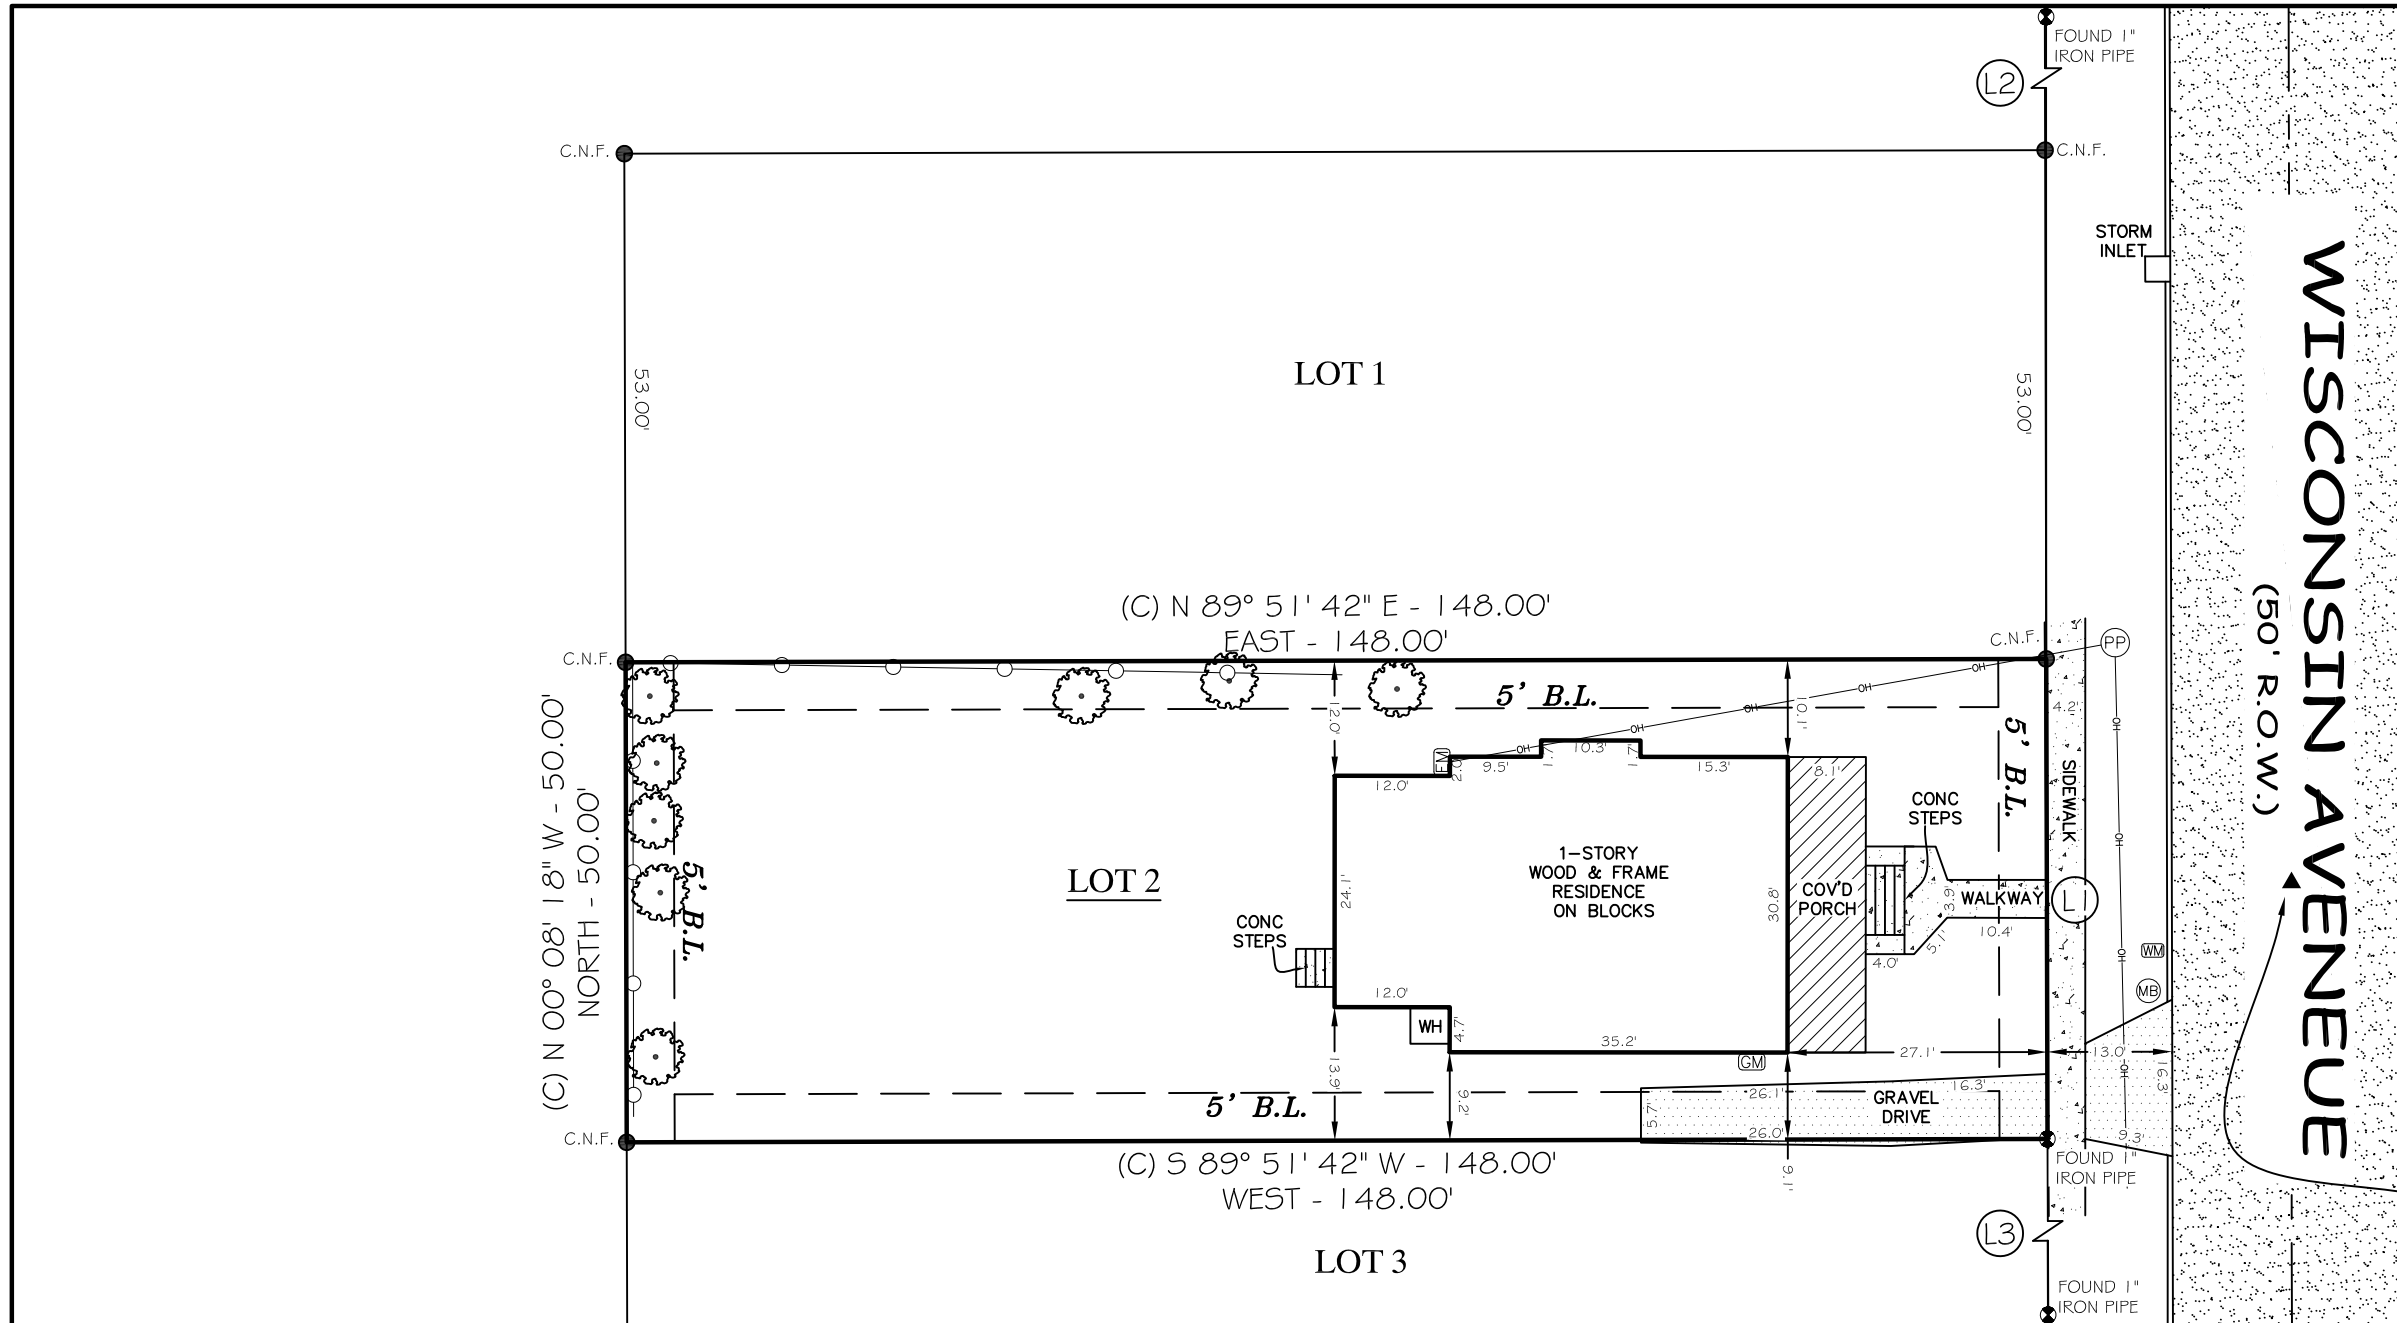 FOUND 1"
IRON PIPE
L2
C.N.F.
C.N.F.
STORM
INLET
WISCONSIN AVENEUE
(50' R.O.W.)
53.00'
LOT 1
53.00'
(C) N 89° 51' 42" E - 148.00'
EAST - 148.00'
C.N.F.
C.N.F.
PP
OH
OH
OH
OH
OH
5' B.L.
12.0'
10.1'
4.2'
OH
5' B.L.
SIDEWALK
EM
2.0'
9.5'
1.7'
10.3'
1.7'
15.3'
8.1'
12.0'
CONC
STEPS
OH
(C) N 00° 08' 18" W - 50.00'
NORTH - 50.00'
5' B.L.
LOT 2
24.1'
1-STORY
WOOD & FRAME
RESIDENCE
ON BLOCKS
30.8'
COV'D
PORCH
3.9'
WALKWAY
L1
10.4'
5.1'
4.0'
CONC
STEPS
OH
WM
MB
12.0'
WH
4.7'
35.2'
GM
27.1'
13.0'
OH
16.3'
13.9'
9.2'
5' B.L.
5.7'
26.1'
16.3'
GRAVEL
DRIVE
26.0'
9.3'
C.N.F.
(C) S 89° 51' 42" W - 148.00'
WEST - 148.00'
9.1'
FOUND 1"
IRON PIPE
L3
LOT 3
FOUND 1"
IRON PIPE